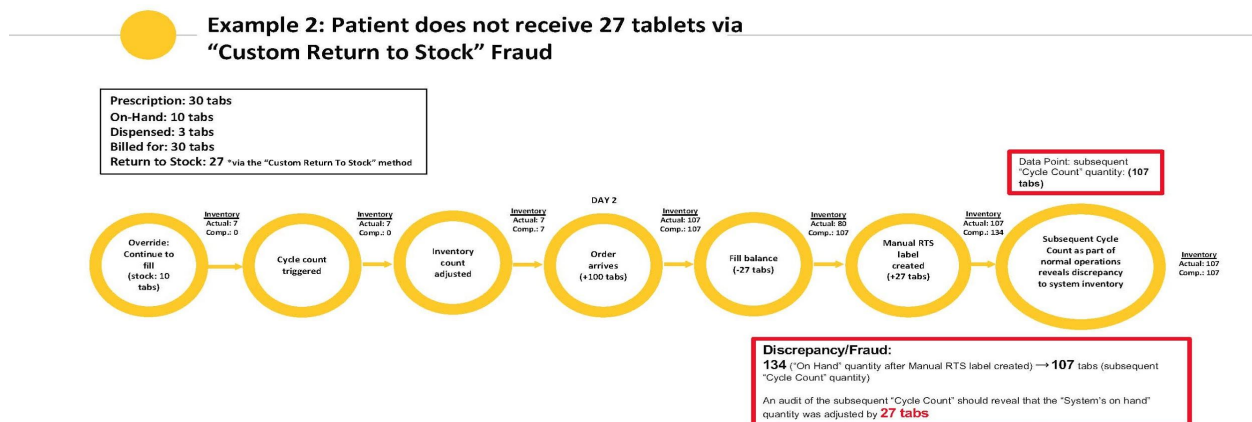 Example 2: Patient does not receive 27 tablets via
“Custom Return to Stock” Fraud
Prescription: 30 tabs
On-Hand: 10 tabs
Dispensed: 3 tabs
Billed for: 30 tabs
Return to Stock: 27 *via the “Custom Return To Stock” method
Data Point: subsequent
“Cycle Count” quantity: (107
tabs)
Override:
Continue to
fill
(stock: 10
tabs)
Inventory
Actual: 7
Comp.: 0
Cycle count
triggered
Inventory
Actual: 7
Comp.: 0
Inventory
count
adjusted
Inventory
Actual: 7
Comp.: 7
DAY 2
Order
arrives
(+100 tabs)
Inventory
Actual: 107
Comp.: 107
Fill balance
(-27 tabs)
Inventory
Actual: 80
Comp.: 107
Manual RTS
label
created
(+27 tabs)
Inventory
Actual: 107
Comp.: 134
Subsequent Cycle
Count as part of
normal operations
reveals discrepancy
to system inventory
Inventory
Actual: 107
Comp.: 107
Discrepancy/Fraud:
134 (“On Hand” quantity after Manual RTS label created) → 107 tabs (subsequent
“Cycle Count” quantity)
An audit of the subsequent “Cycle Count” should reveal that the “System's on hand”
quantity was adjusted by 27 tabs